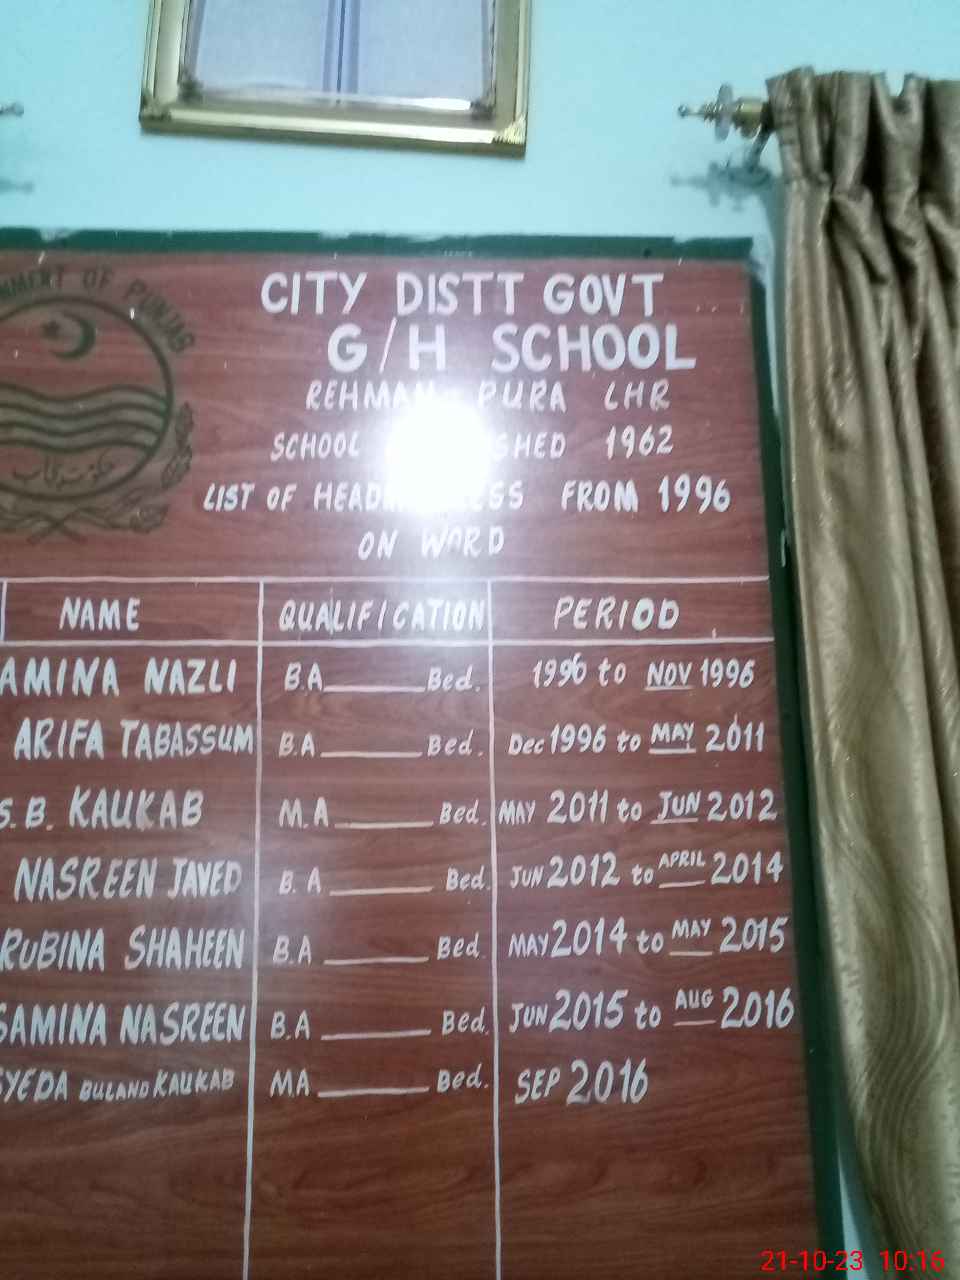 OF PUNJAB
حکومت پنجاب
CITY DISTT GOVT
G/H SCHOOL
REHMAN PURA LHR
SCHOOL 1962
LIST OF FROM 1996
ON WORD
NAME QUALIFICATION PERIOD
AMINA NAZLI B.A Bed. 1996 to NOV 1996
ARIFA TABASSUM B.A Bed. Dec 1996 to MAY 2011
S.B. KAUKAB M.A Bed. MAY 2011 to JUN 2012
NASREEN JAVED B.A Bed. JUN 2012 to APRIL 2014
RUBINA SHAHEEN B.A Bed. MAY 2014 to MAY 2015
SAMINA NASREEN B.A Bed. JUN 2015 to AUG 2016
SYEDA BULAND KAUKAB MA Bed. SEP 2016
21-10-23 10:16